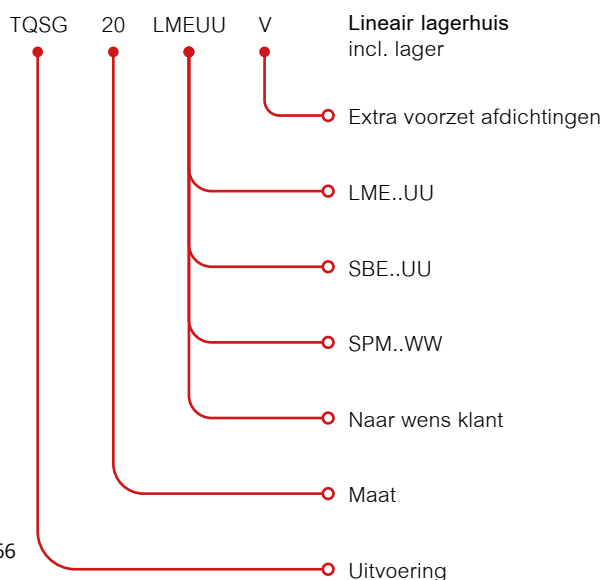 TQSG 20 LMEUU V Lineair lagerhuis
incl. lager
Extra voorzet afdichtingen
LME..UU
SBE..UU
SPM..WW
Naar wens klant
Maat
66
Uitvoering